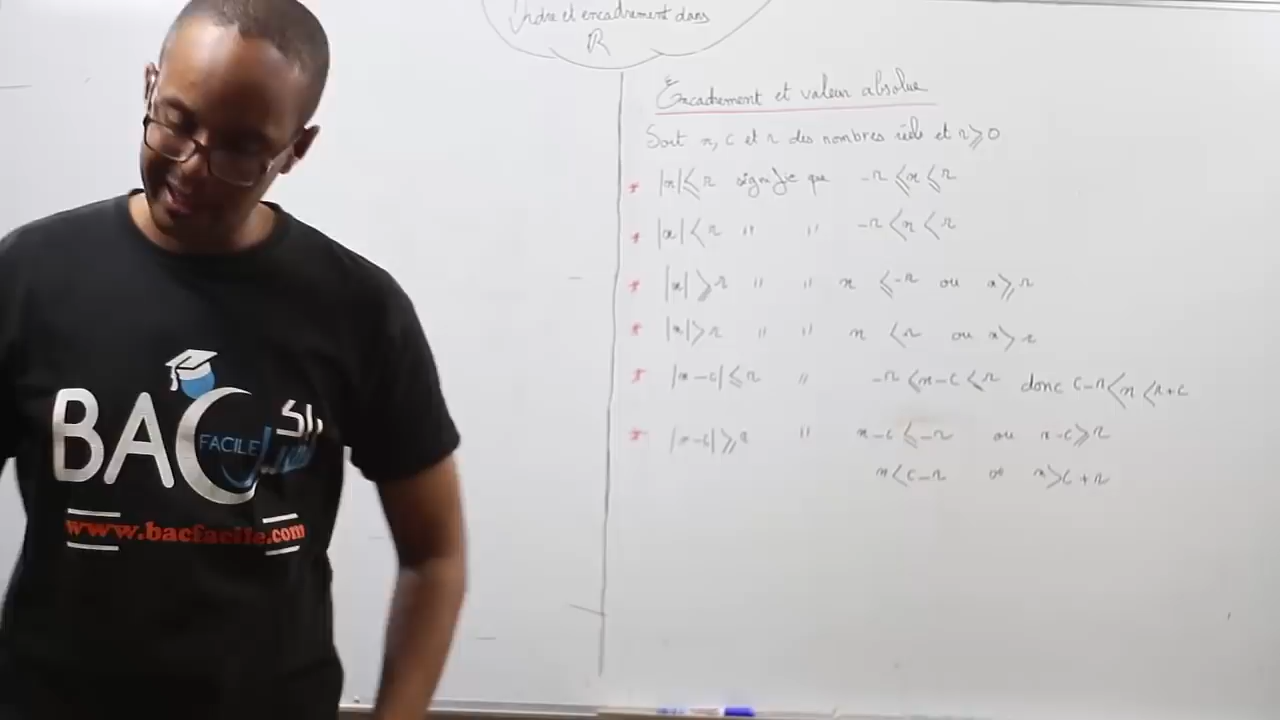 Ordre et encadrement dans
ℝ
Encadrement et valeur absolue
Soit x, c et r des nombres réels et r ⩾ 0
* |x| ⩽ r signifie que -r ⩽ x ⩽ r
* |x| < r " " -r < x < r
* |x| ⩾ r " " x ⩽ -r ou x ⩾ r
* |x| > r " " x < r ou x > r
* |x-c| ⩽ r " -r ⩽ x-c ⩽ r donc c-r < x < r+c
* |x-c| ⩾ r " x-c ⩽ -r ou x-c ⩾ r
x < c-r ou x > c+r
BAC
FACILE
باك
www.bacfacile.com